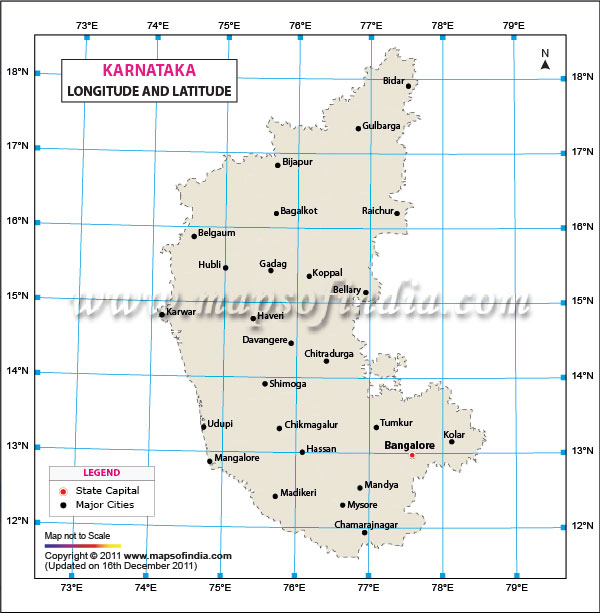 73°E 74°E 75°E 76°E 77°E 78°E 79°E
N
KARNATAKA
LONGITUDE AND LATITUDE
18°N
18°N
Bidar
Gulbarga
17°N
17°N
Bijapur
Bagalkot
Raichur
16°N
16°N
Belgaum
Hubli
Gadag
Koppal
Bellary
15°N
15°N
www.mapsofindia.com
Karwar
Haveri
Davangere
Chitradurga
14°N
14°N
Shimoga
Udupi
Chikmagalur
Tumkur
Kolar
13°N
13°N
Bangalore
Hassan
Mangalore
LEGEND
State Capital
Major Cities
Madikeri
Mandya
Mysore
Chamarajnagar
12°N
12°N
Map not to Scale
Copyright © 2011 www.mapsofindia.com
(Updated on 16th December 2011)
73°E 74°E 75°E 76°E 77°E 78°E 79°E